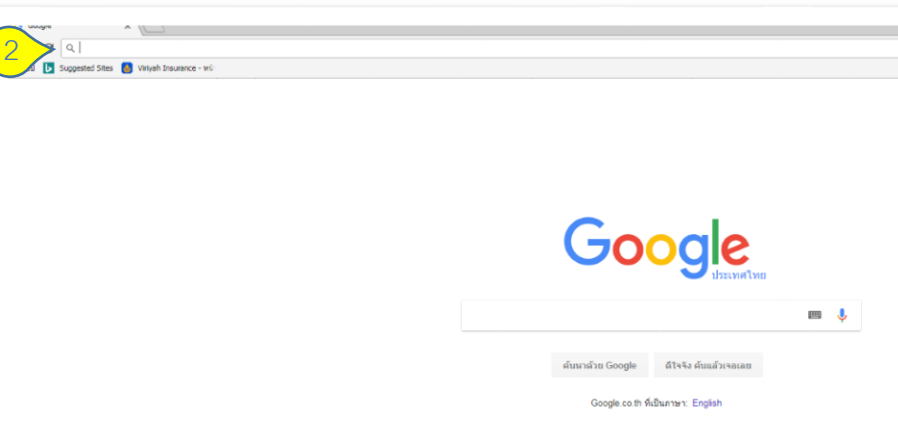 Google
2
Suggested Sites Viriyah Insurance - หน้
Google
ประเทศไทย
ค้นหาด้วย Google ดีใจจัง ค้นแล้วเจอเลย
Google.co.th ที่เป็นภาษา: English